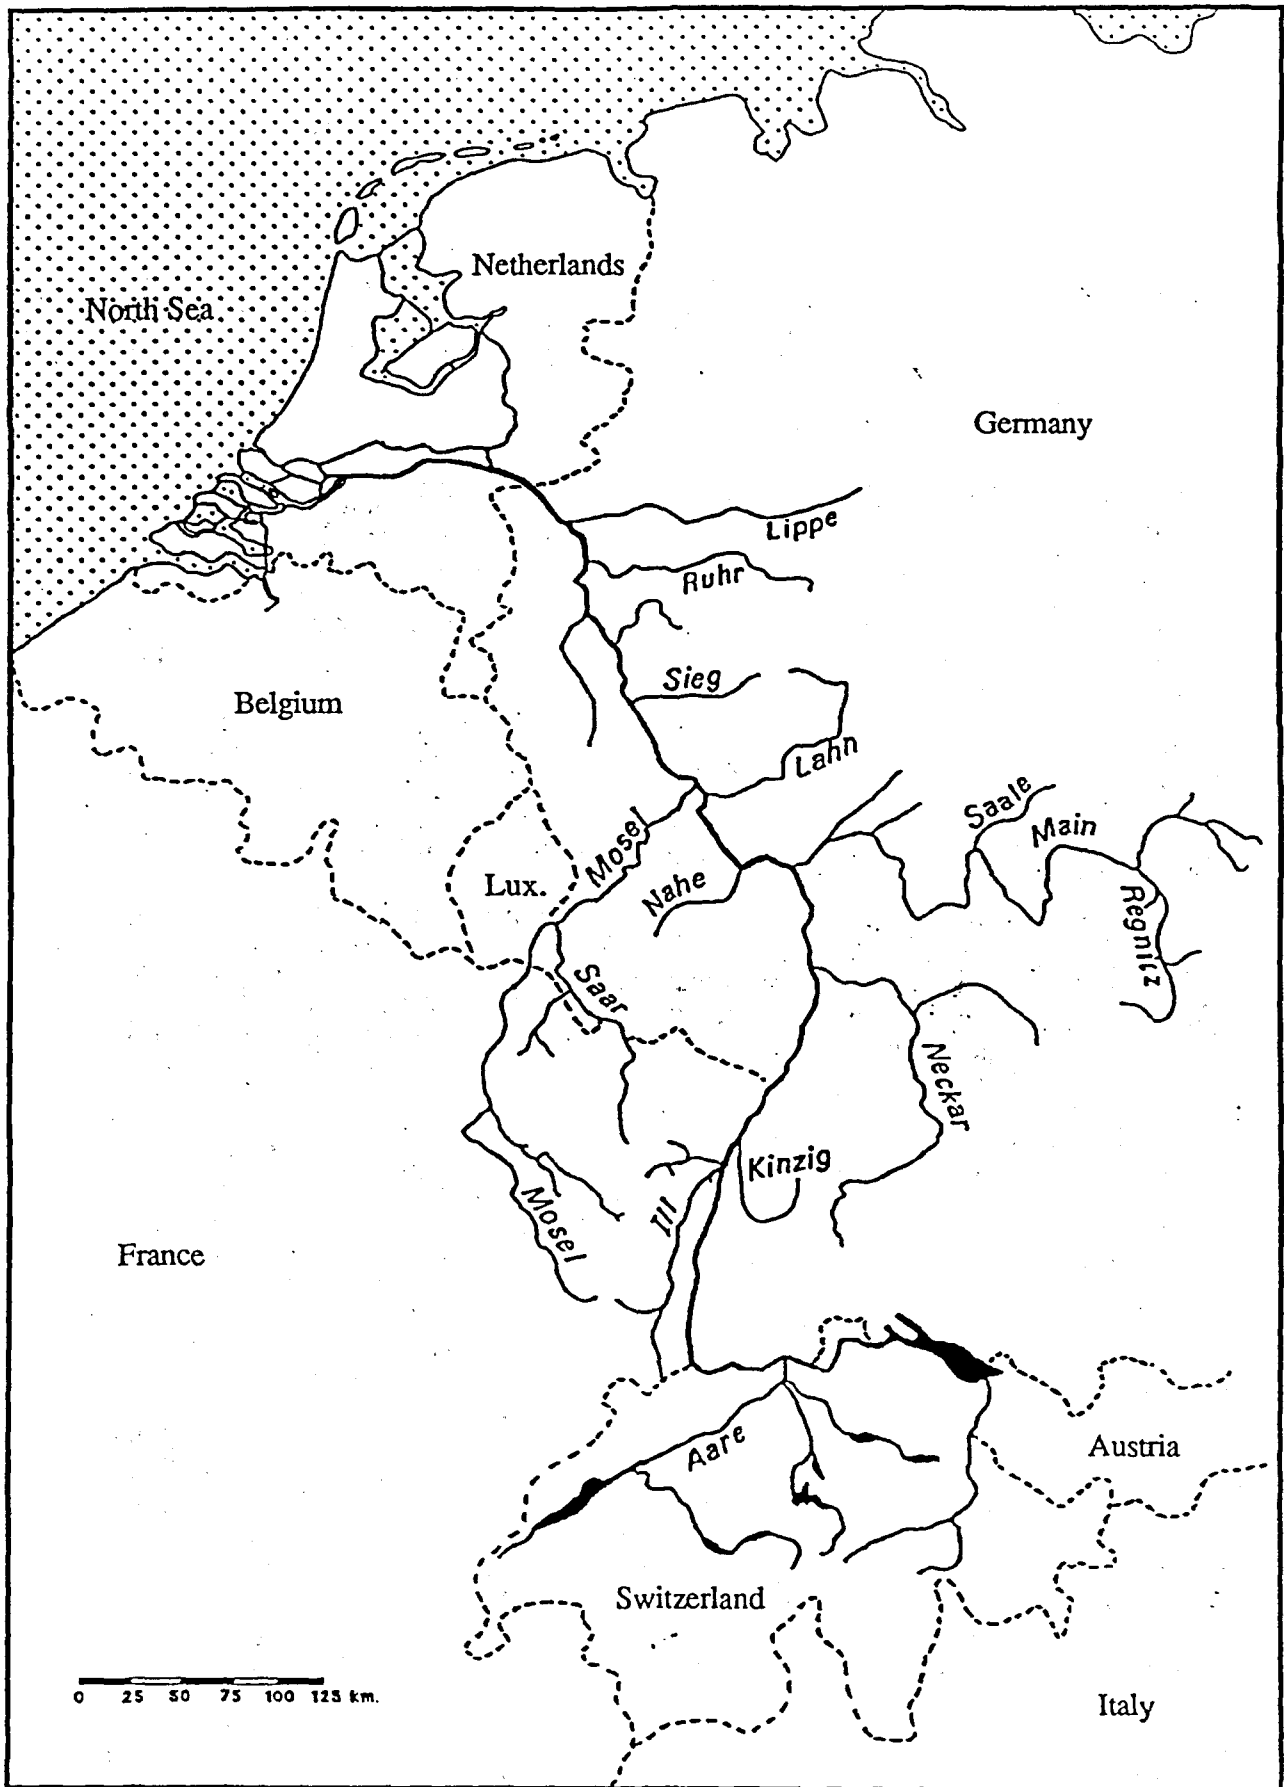 Netherlands
North Sea
Germany
Lippe
Ruhr
Sieg
Belgium
Lahn
Saale
Main
Mosel
Lux.
Nahe
Regnitz
Saar
Neckar
Kinzig
Mosel
Ill
France
Aare
Austria
Switzerland
0 25 50 75 100 125 km.
Italy